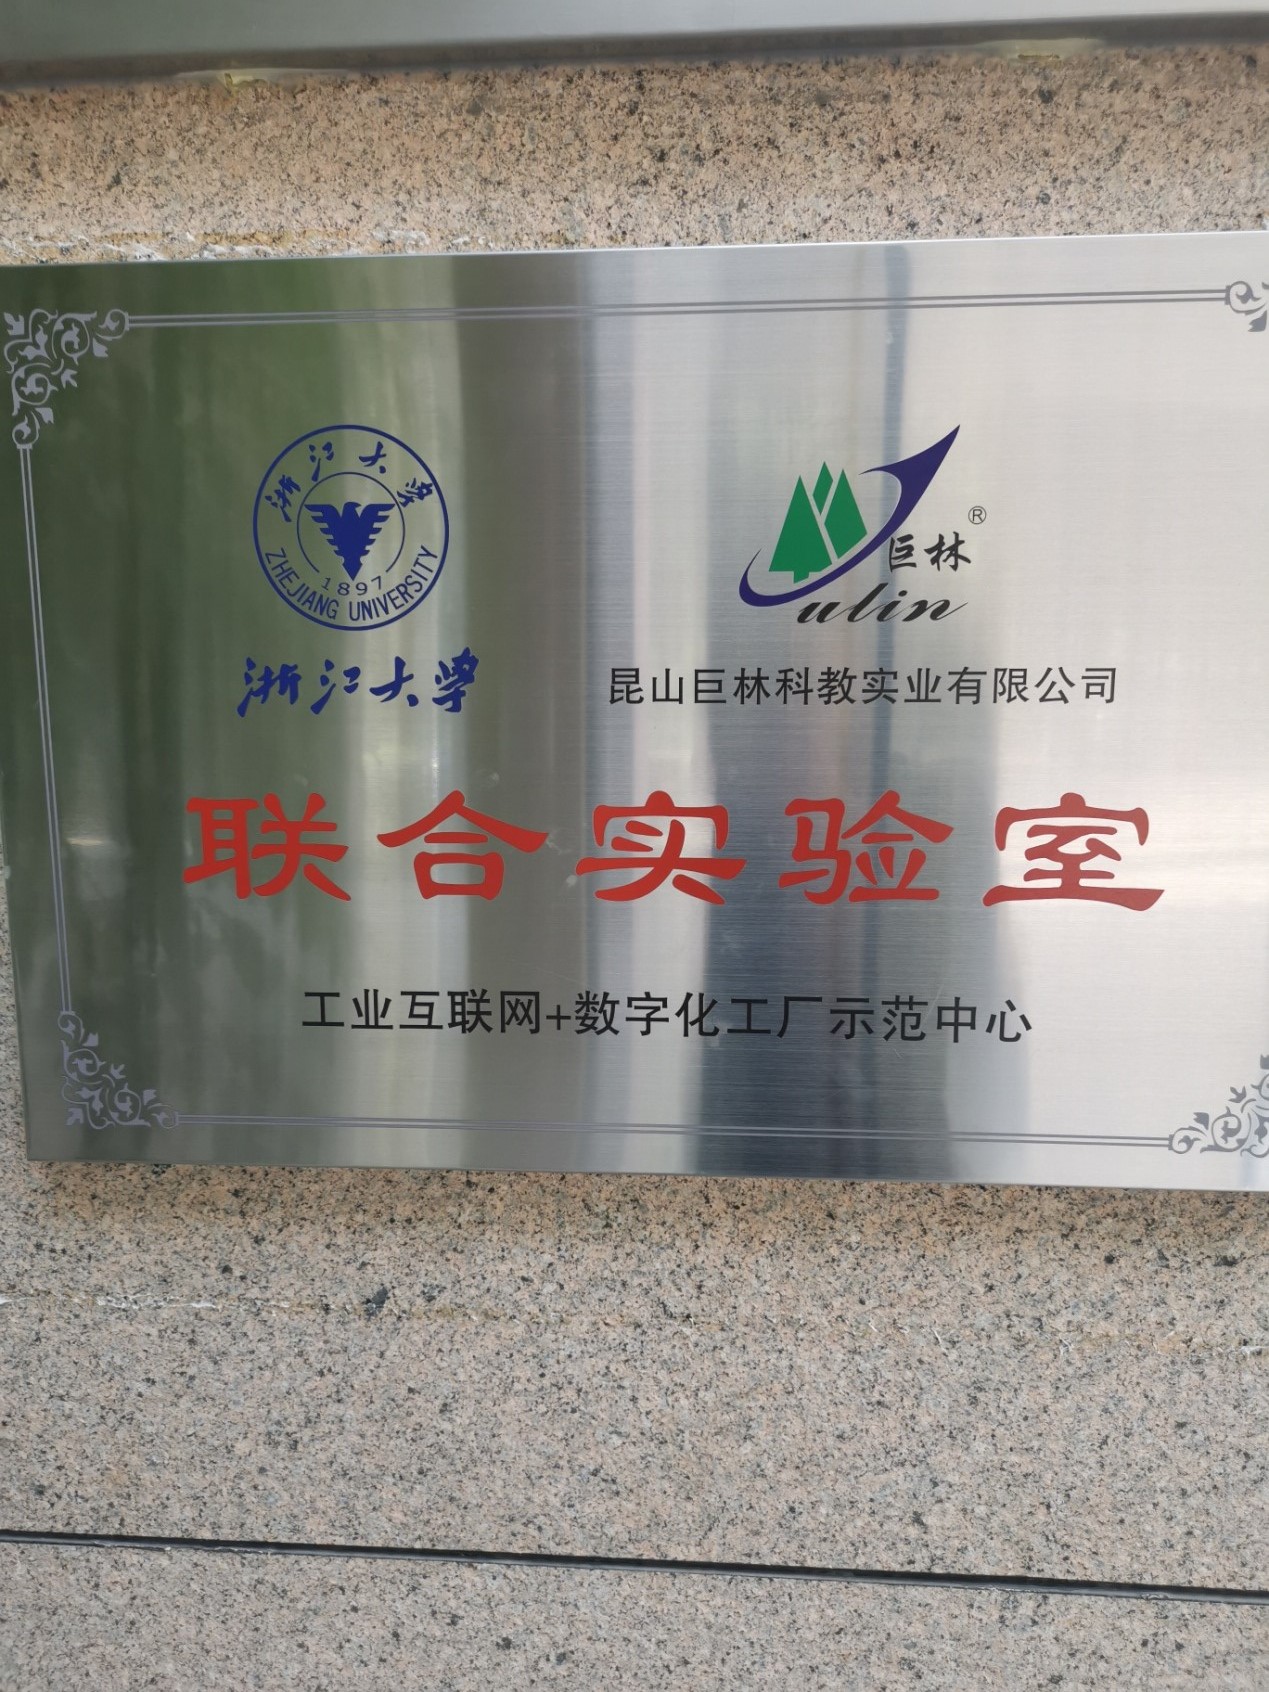 浙江大学
1897
ZHEJIANG UNIVERSITY
浙江大学
巨林®
ulin
昆山巨林科教实业有限公司
联合实验室
工业互联网+数字化工厂示范中心